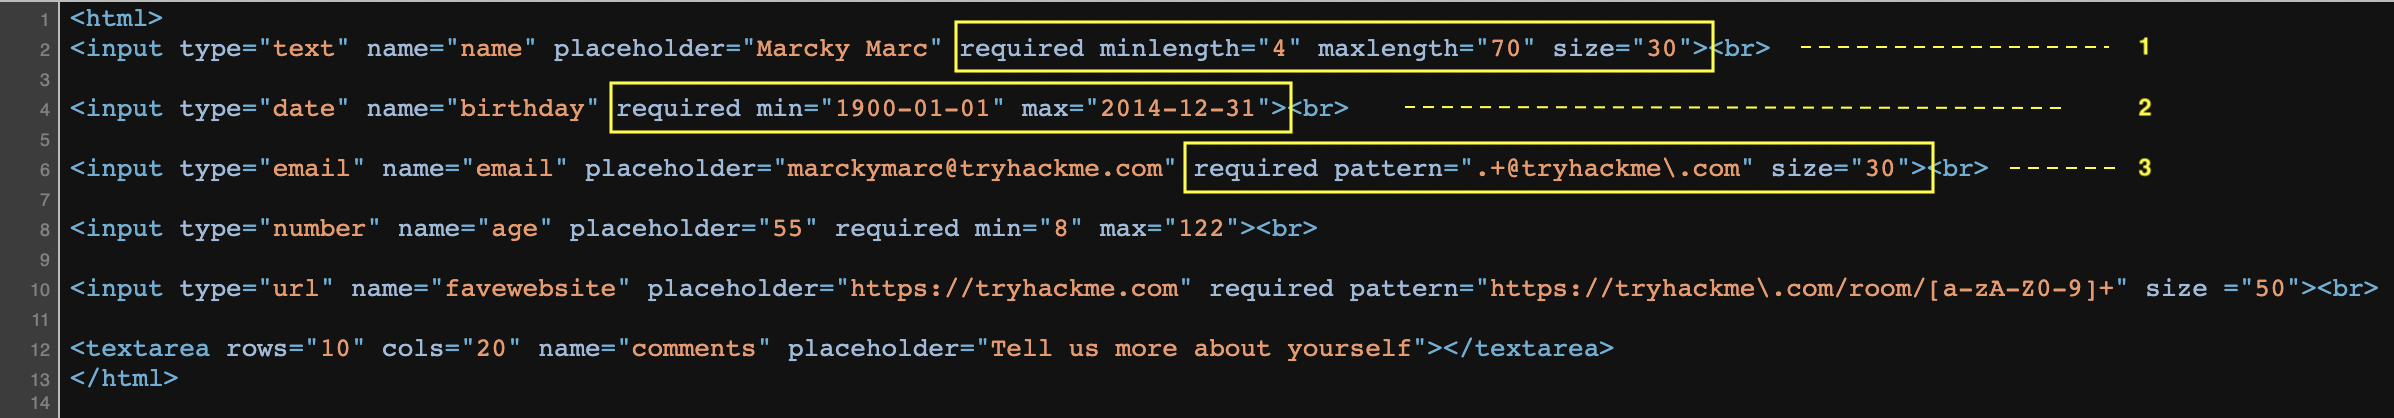 1 <html>
2 <input type="text" name="name" placeholder="Marcky Marc" required minlength="4" maxlength="70" size="30"><br> 1
3
4 <input type="date" name="birthday" required min="1900-01-01" max="2014-12-31"><br> 2
5
6 <input type="email" name="email" placeholder="marckymarc@tryhackme.com" required pattern=".+@tryhackme\.com" size="30"><br> 3
7
8 <input type="number" name="age" placeholder="55" required min="8" max="122"><br>
9
10 <input type="url" name="favewebsite" placeholder="https://tryhackme.com" required pattern="https://tryhackme\.com/room/[a-zA-Z0-9]+" size ="50"><br>
11
12 <textarea rows="10" cols="20" name="comments" placeholder="Tell us more about yourself"></textarea>
13 </html>
14